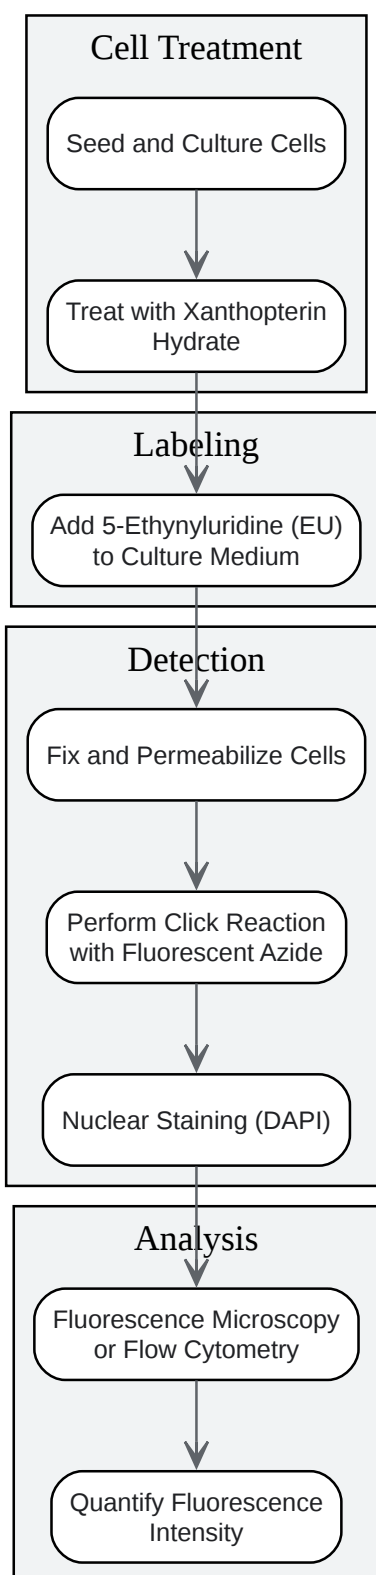 Cell Treatment
Seed and Culture Cells
Treat with Xanthopterin
Hydrate
Labeling
Add 5-Ethynyluridine (EU)
to Culture Medium
Detection
Fix and Permeabilize Cells
Perform Click Reaction
with Fluorescent Azide
Nuclear Staining (DAPI)
Analysis
Fluorescence Microscopy
or Flow Cytometry
Quantify Fluorescence
Intensity